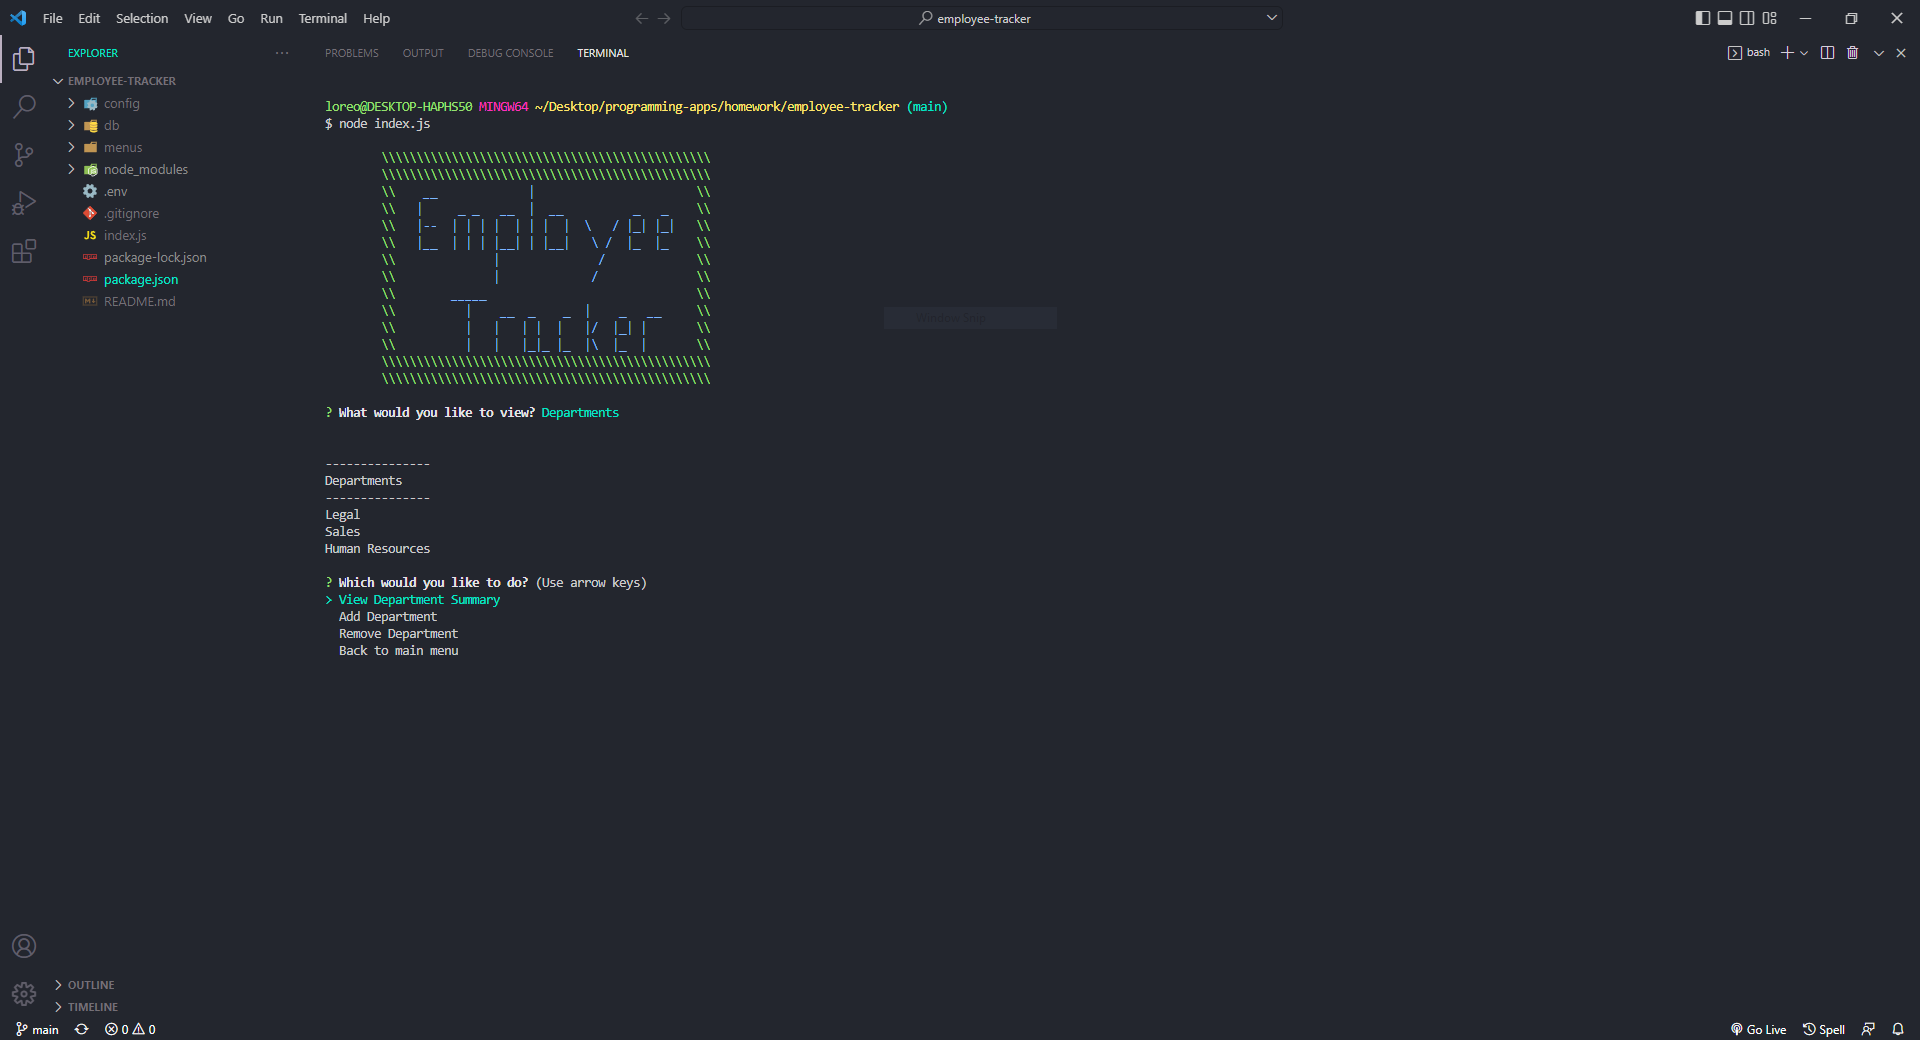 File Edit Selection View Go Run Terminal Help
employee-tracker
EXPLORER
PROBLEMS OUTPUT DEBUG CONSOLE TERMINAL
bash
EMPLOYEE-TRACKER
config
db
menus
node_modules
.env
.gitignore
JS index.js
package-lock.json
package.json
README.md
loreo@DESKTOP-HAPHS50 MINGW64 ~/Desktop/programming-apps/homework/employee-tracker (main)
$ node index.js
Employee
Tracker
? What would you like to view? Departments
---------------
Departments
---------------
Legal
Sales
Human Resources
? Which would you like to do? (Use arrow keys)
> View Department Summary
Add Department
Remove Department
Back to main menu
Window Snip
OUTLINE
TIMELINE
main 0 0
Go Live Spell